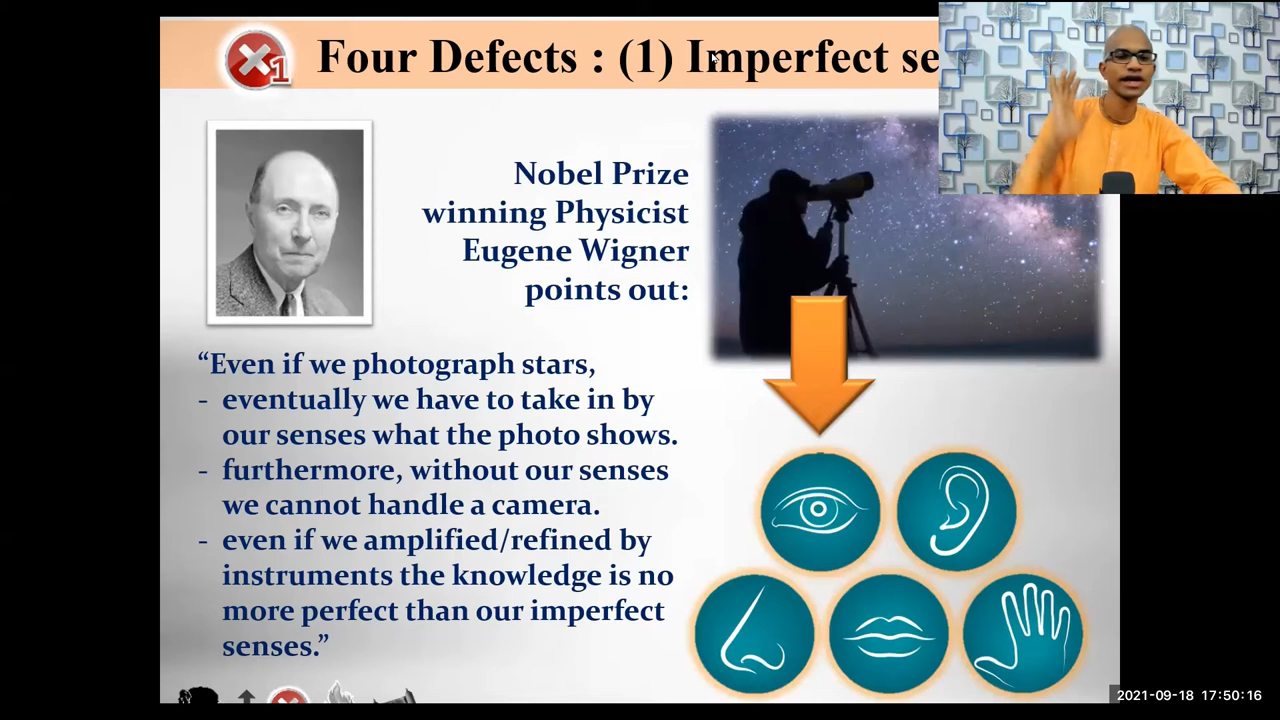 1
Four Defects : (1) Imperfect se
Nobel Prize
winning Physicist
Eugene Wigner
points out:
“Even if we photograph stars,
- eventually we have to take in by
our senses what the photo shows.
- furthermore, without our senses
we cannot handle a camera.
- even if we amplified/refined by
instruments the knowledge is no
more perfect than our imperfect
senses.”
2021-09-18 17:50:16